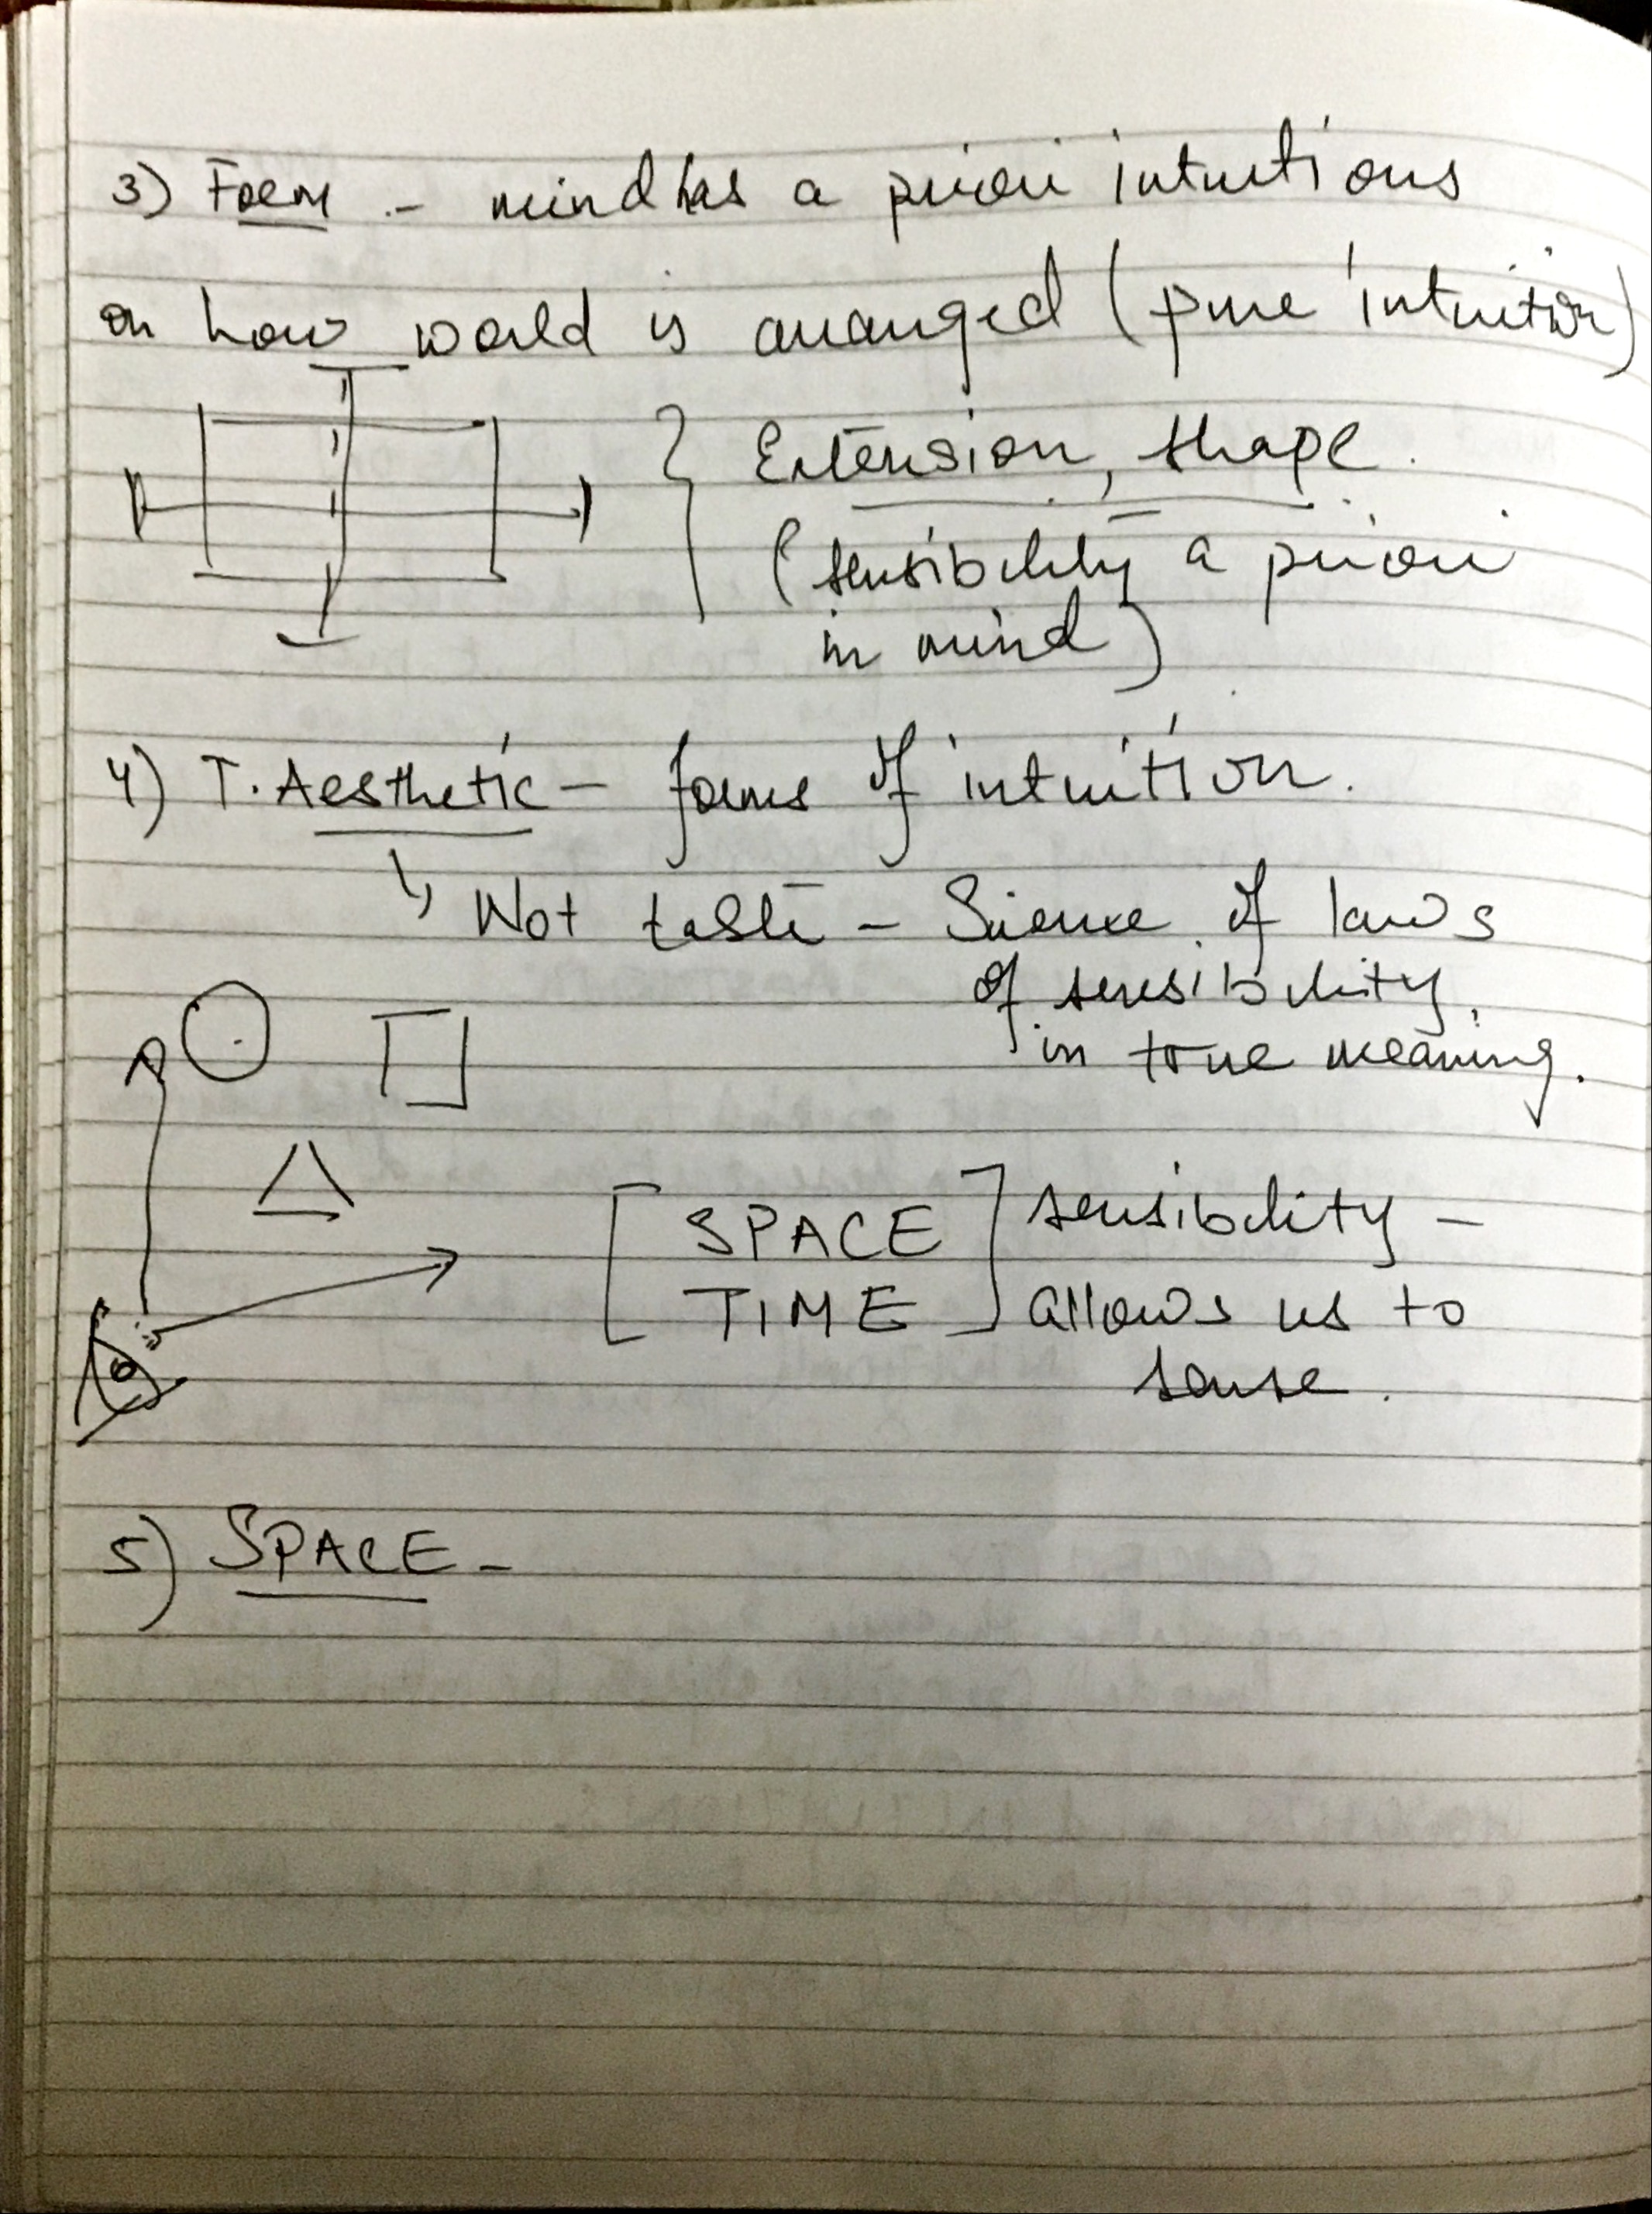 3) Form - mind has a priori intuitions
on how world is arranged (pure intuition)
Extension, shape.
(sensibility a priori
in mind)
4) T. Aesthetic - forms of intuition.
Not taste - Science of laws
of sensibility,
in true meaning.
[SPACE TIME] sensibility -
allows us to
sense.
5) SPACE -